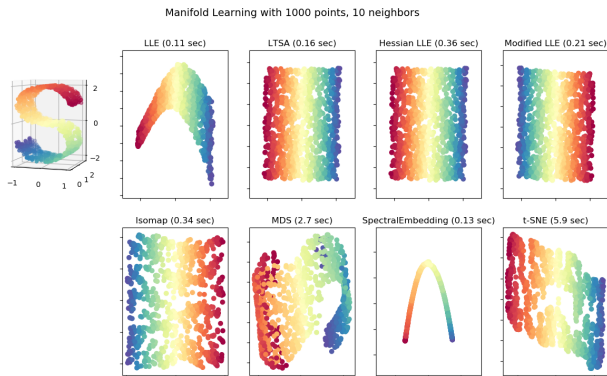 Manifold Learning with 1000 points, 10 neighbors
LLE (0.11 sec)
LTSA (0.16 sec)
Hessian LLE (0.36 sec)
Modified LLE (0.21 sec)
2
0
−2
−1
0
1
0
2
Isomap (0.34 sec)
MDS (2.7 sec)
SpectralEmbedding (0.13 sec)
t-SNE (5.9 sec)